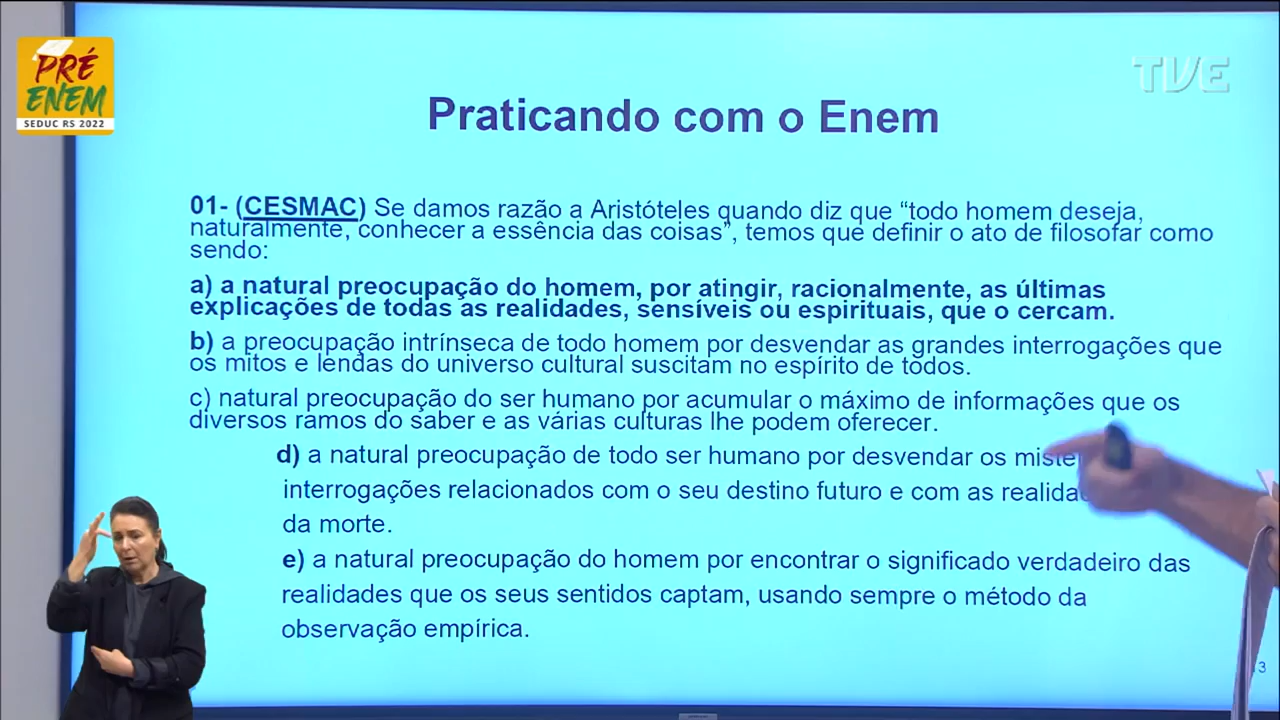 PRÉ
ENEM
SEDUC RS 2022
TVE
Praticando com o Enem
01- (CESMAC) Se damos razão a Aristóteles quando diz que “todo homem deseja,
naturalmente, conhecer a essência das coisas”, temos que definir o ato de filosofar como
sendo:
a) a natural preocupação do homem, por atingir, racionalmente, as últimas
explicações de todas as realidades, sensíveis ou espirituais, que o cercam.
b) a preocupação intrínseca de todo homem por desvendar as grandes interrogações que
os mitos e lendas do universo cultural suscitam no espírito de todos.
c) natural preocupação do ser humano por acumular o máximo de informações que os
diversos ramos do saber e as várias culturas lhe podem oferecer.
d) a natural preocupação de todo ser humano por desvendar os
interrogações relacionados com o seu destino futuro e com as
da morte.
e) a natural preocupação do homem por encontrar o significado verdadeiro das
realidades que os seus sentidos captam, usando sempre o método da
observação empírica.